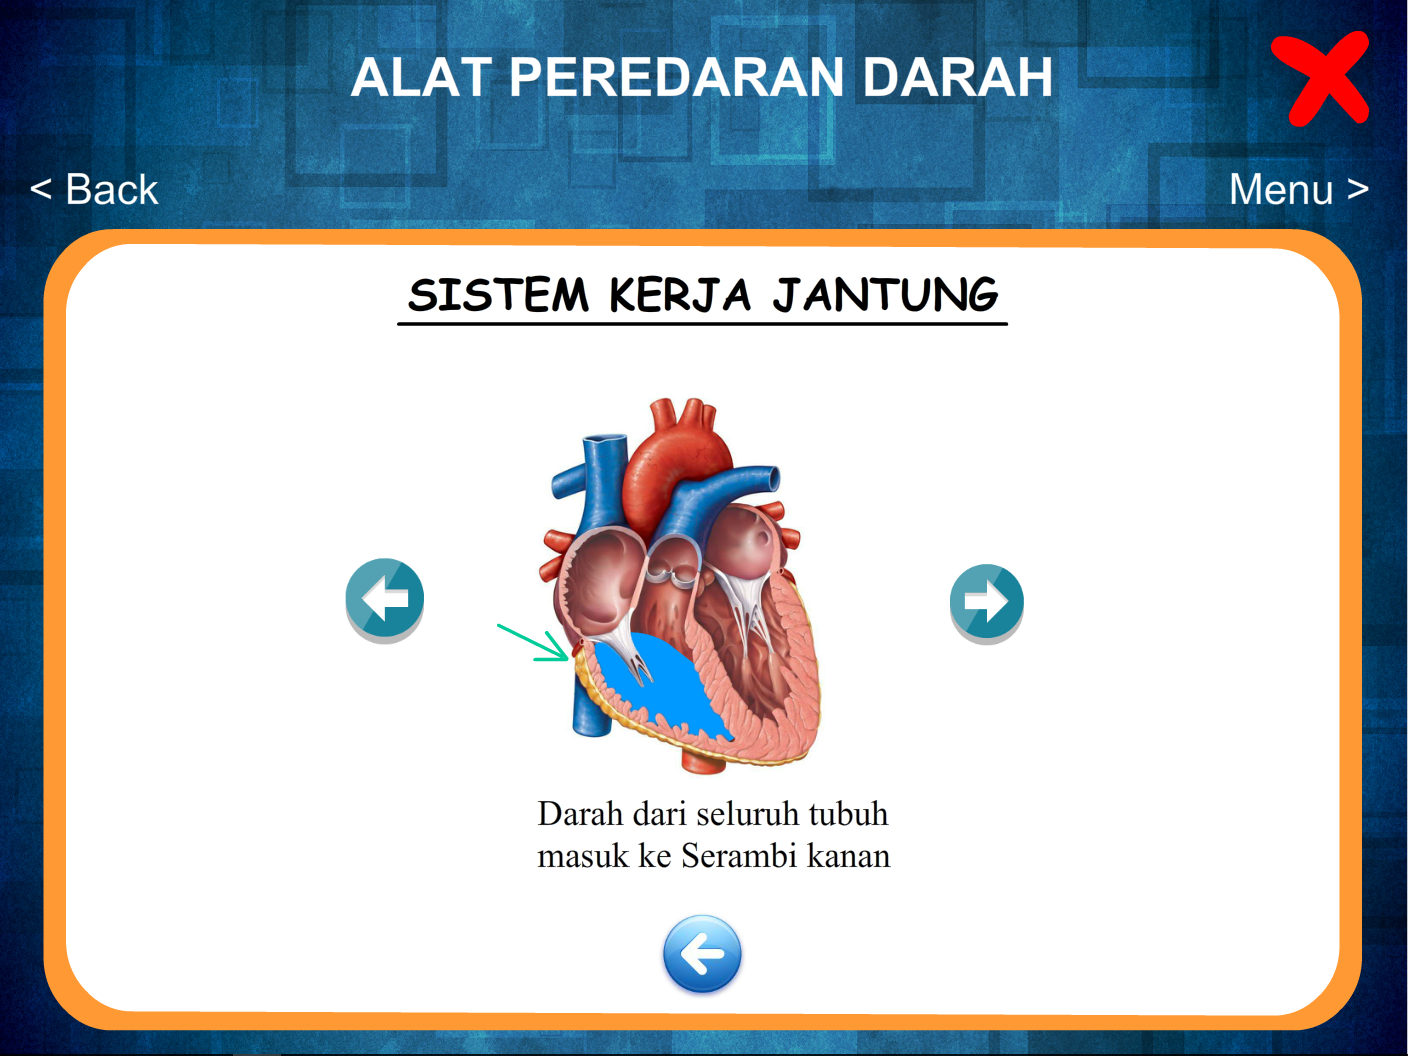 ALAT PEREDARAN DARAH
< Back
Menu >
SISTEM KERJA JANTUNG
Darah dari seluruh tubuh
masuk ke Serambi kanan